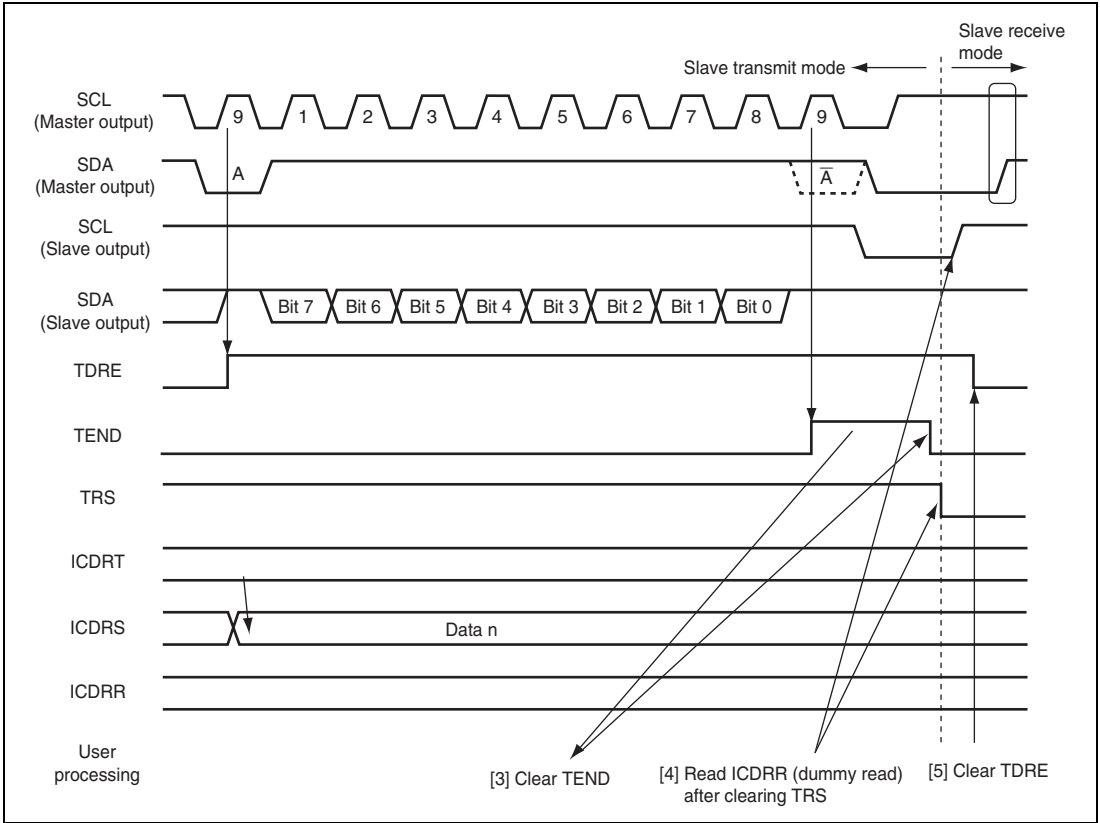 Slave receive
mode
Slave transmit mode
SCL
(Master output)
9 1 2 3 4 5 6 7 8 9
SDA
(Master output)
A A̅
SCL
(Slave output)
SDA
(Slave output)
Bit 7 Bit 6 Bit 5 Bit 4 Bit 3 Bit 2 Bit 1 Bit 0
TDRE
TEND
TRS
ICDRT
ICDRS
Data n
ICDRR
User
processing
[3] Clear TEND
[4] Read ICDRR (dummy read)
after clearing TRS
[5] Clear TDRE